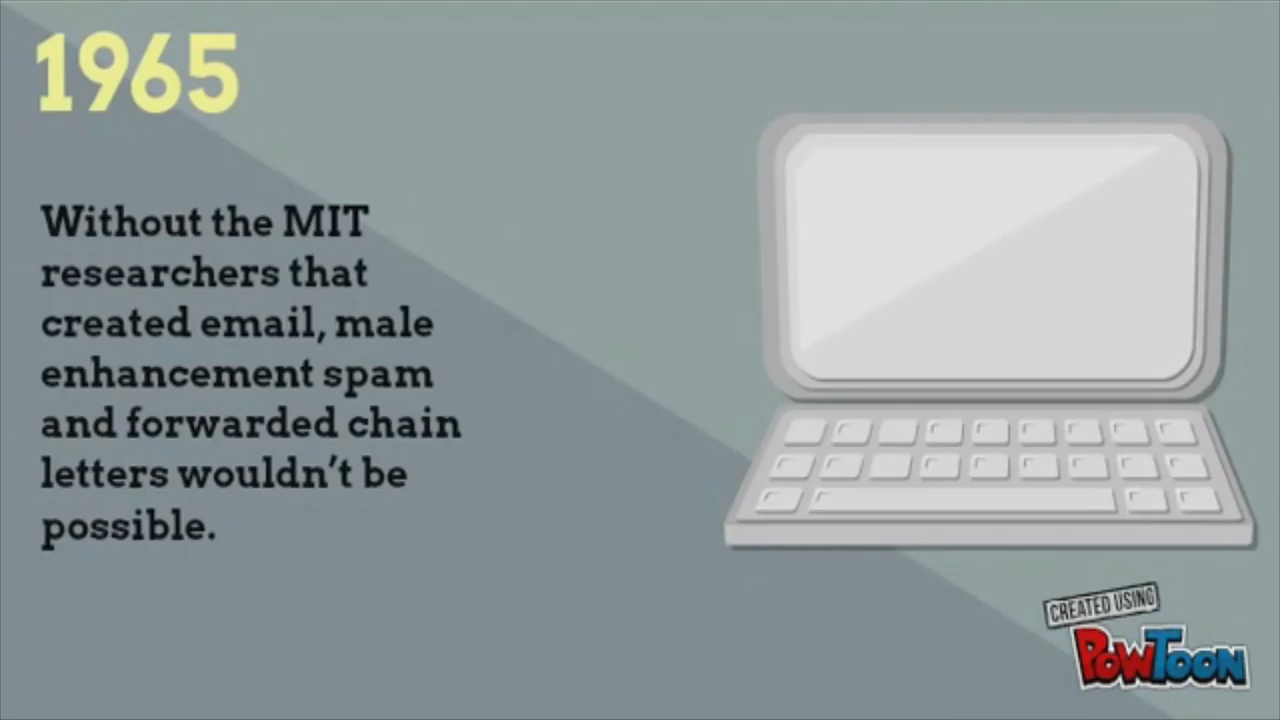 1965
Without the MIT
researchers that
created email, male
enhancement spam
and forwarded chain
letters wouldn’t be
possible.
CREATED USING
POWTOON